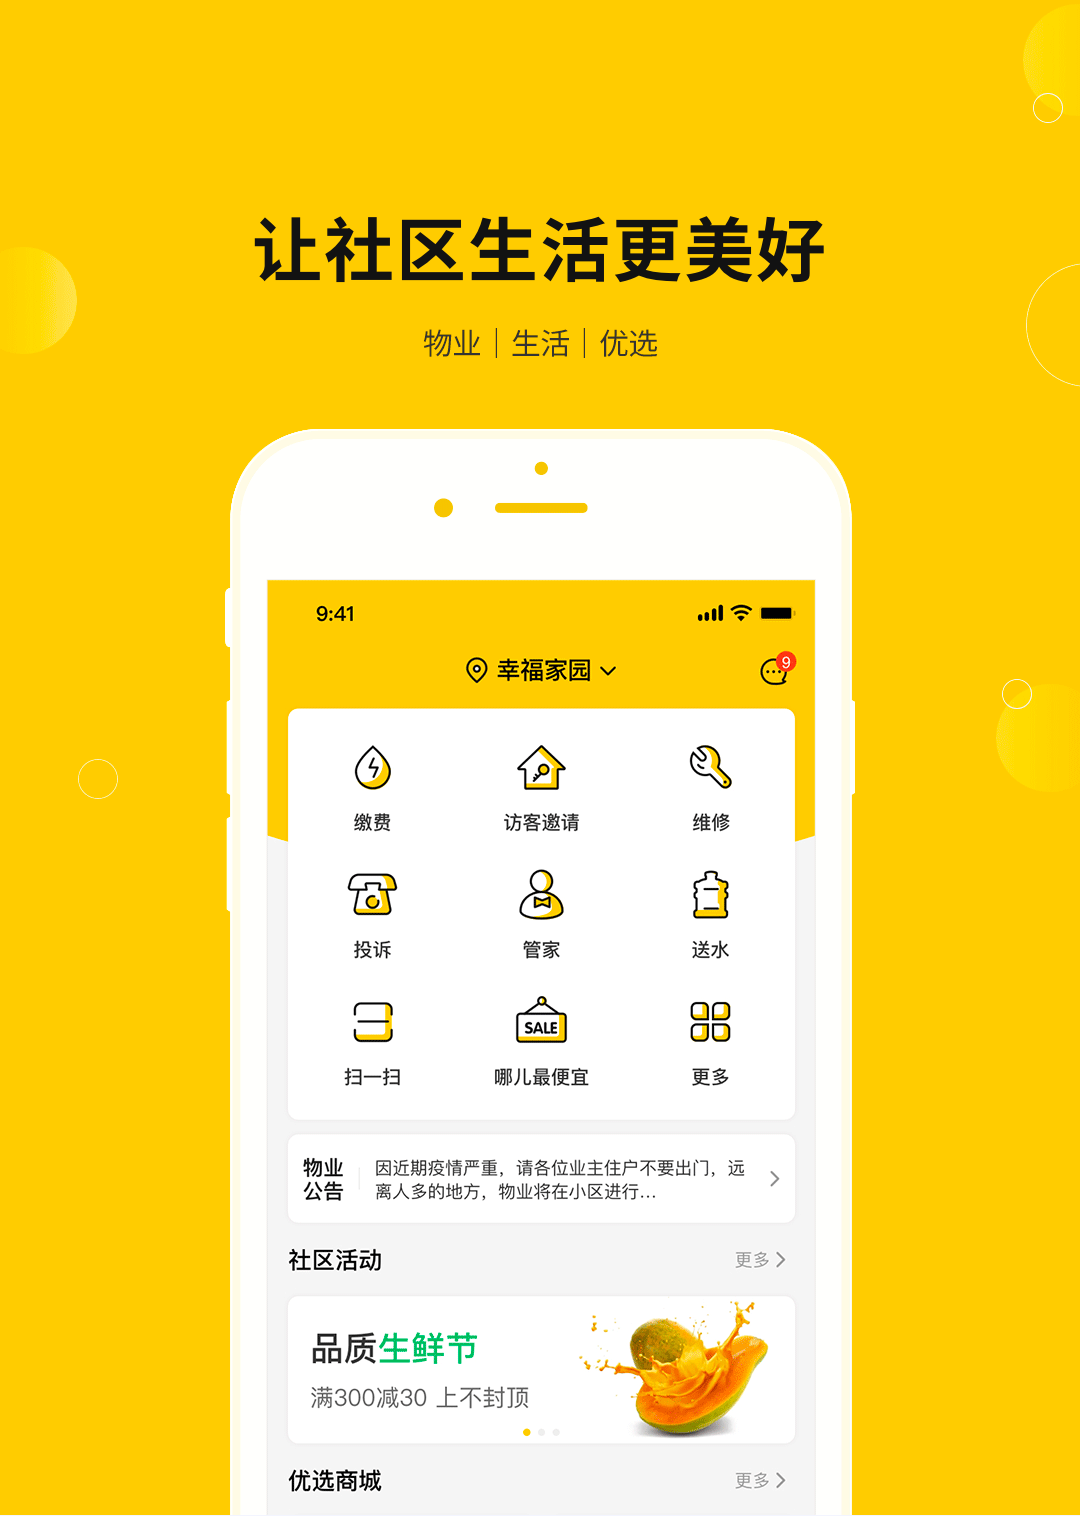 让社区生活更美好
物业｜生活｜优选
9:41
幸福家园
9
缴费
访客邀请
维修
投诉
管家
送水
SALE
扫一扫
哪儿最便宜
更多
物业
公告
因近期疫情严重，请各位业主住户不要出门，远
离人多的地方，物业将在小区进行...
社区活动
更多
品质生鲜节
满300减30 上不封顶
优选商城
更多